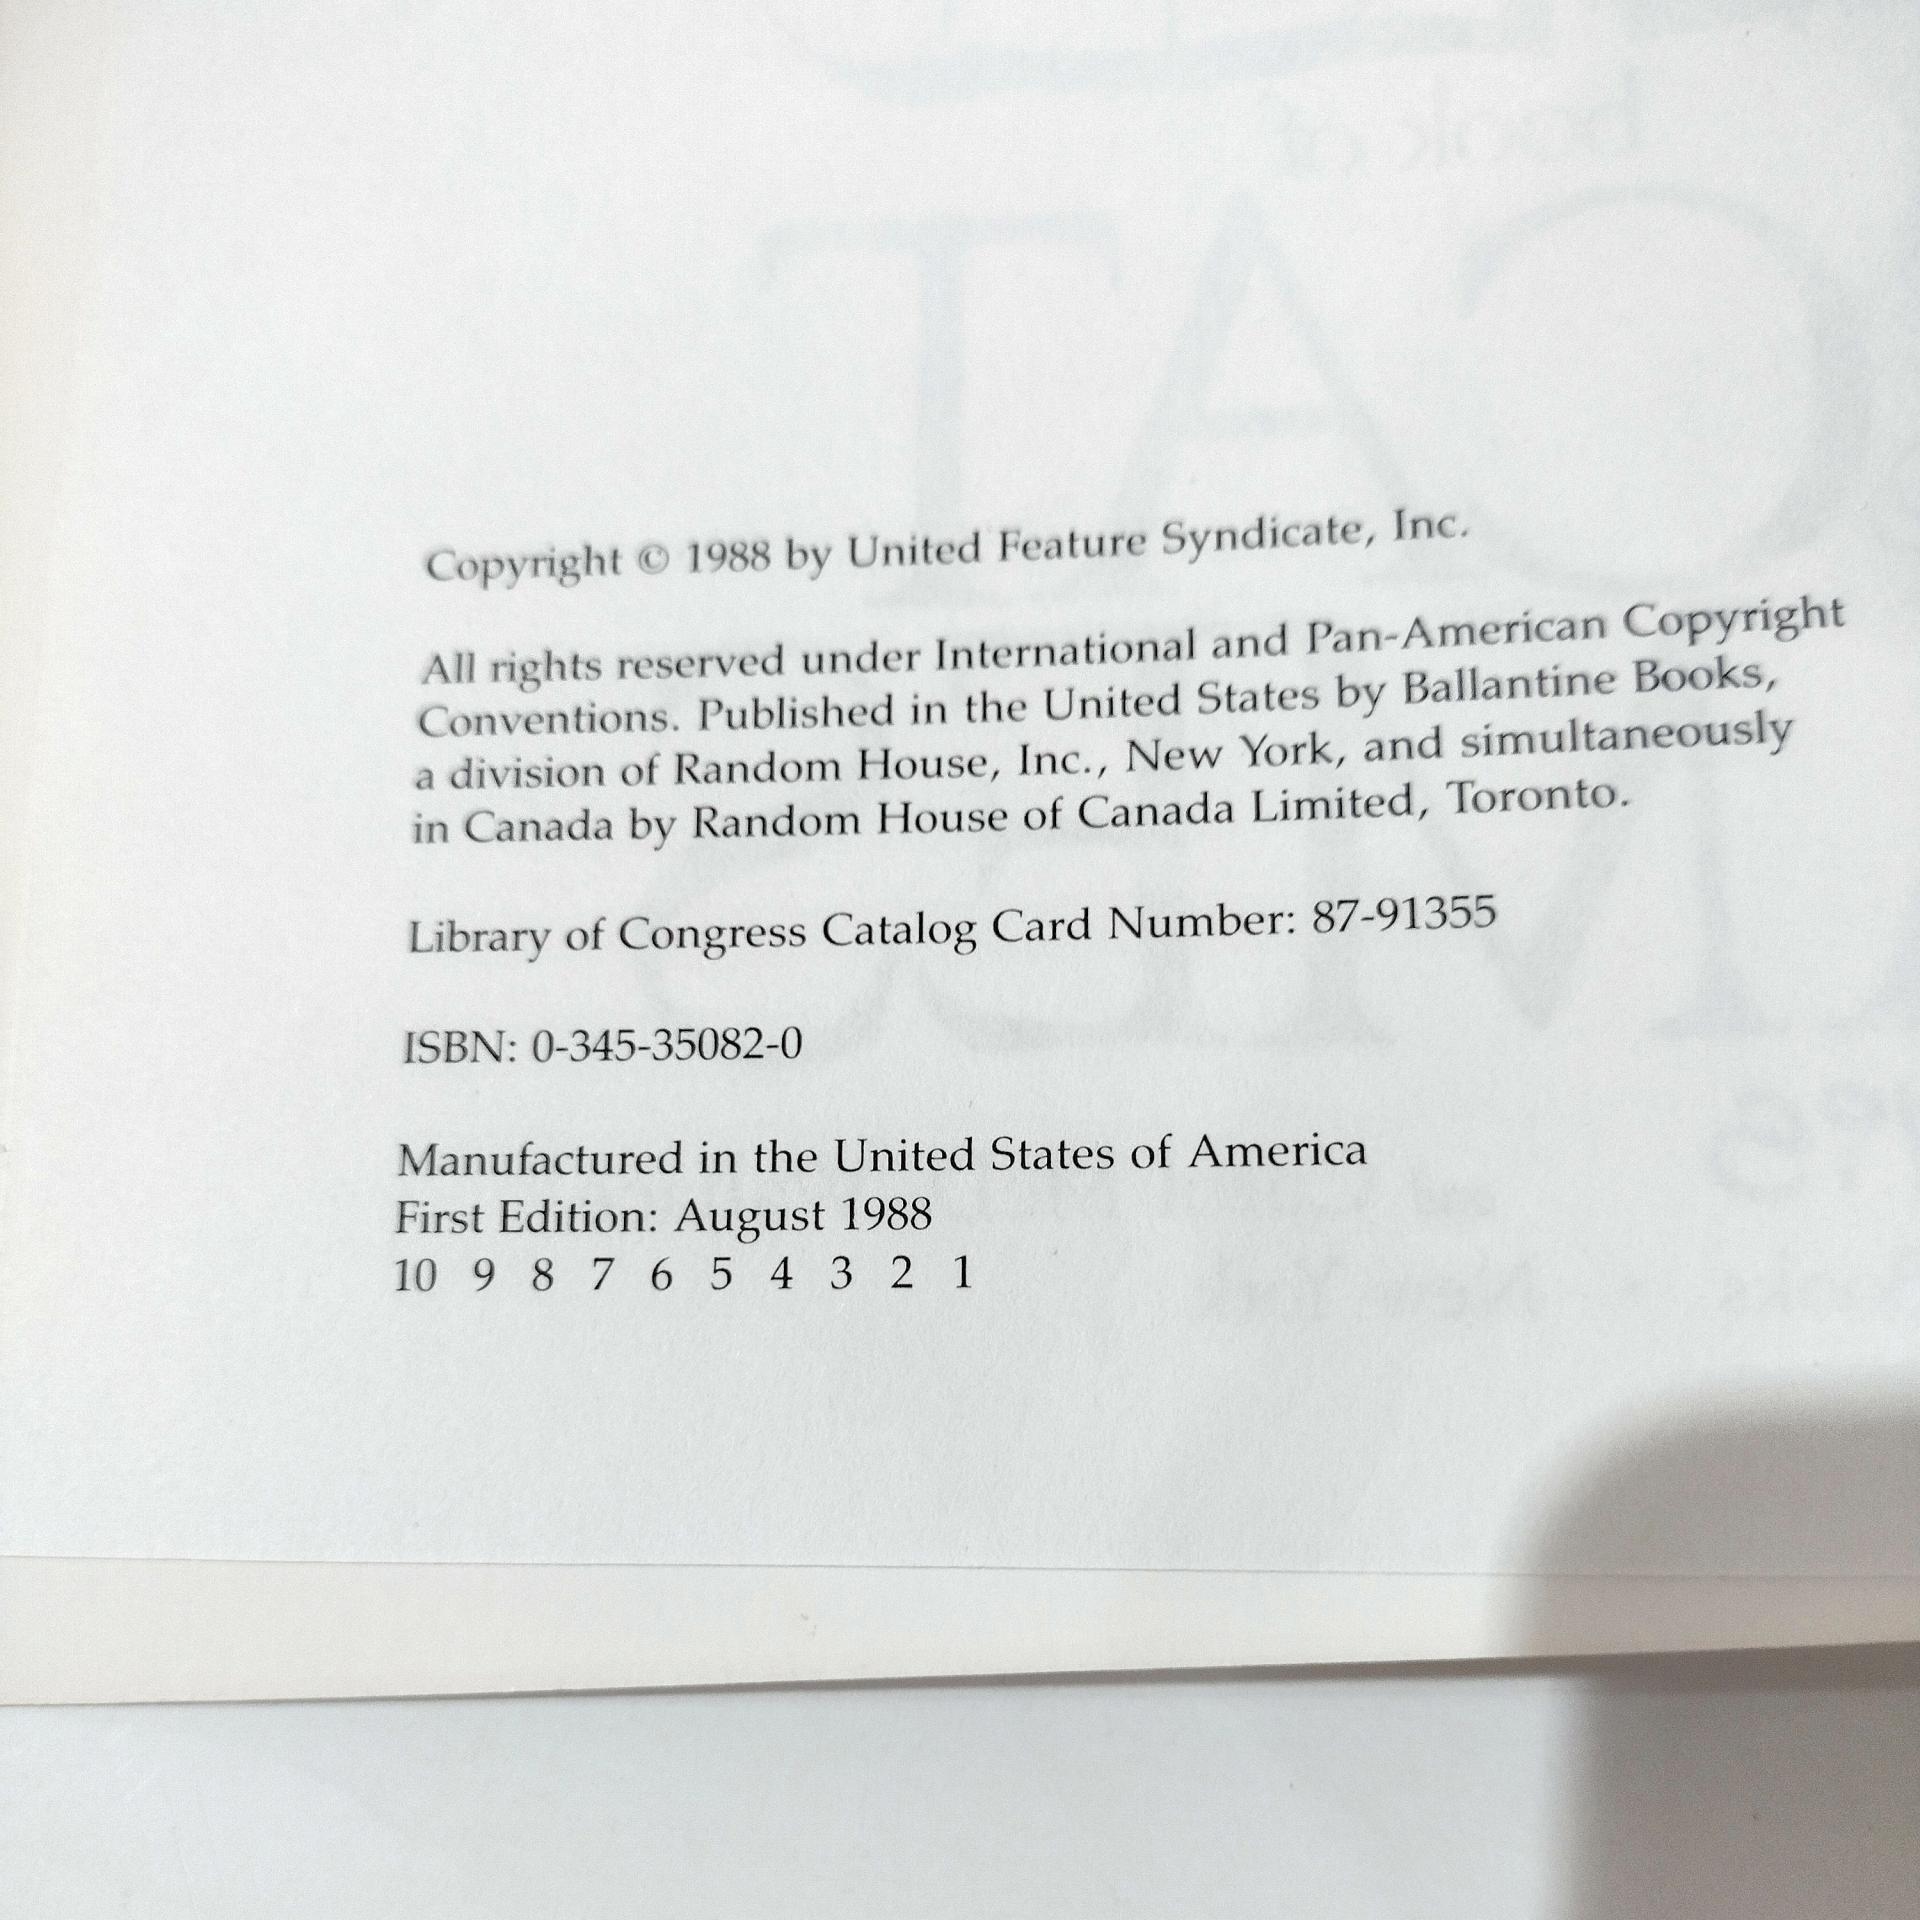 Copyright © 1988 by United Feature Syndicate, Inc.
All rights reserved under International and Pan-American Copyright
Conventions. Published in the United States by Ballantine Books,
a division of Random House, Inc., New York, and simultaneously
in Canada by Random House of Canada Limited, Toronto.
Library of Congress Catalog Card Number: 87-91355
ISBN: 0-345-35082-0
Manufactured in the United States of America
First Edition: August 1988
10 9 8 7 6 5 4 3 2 1